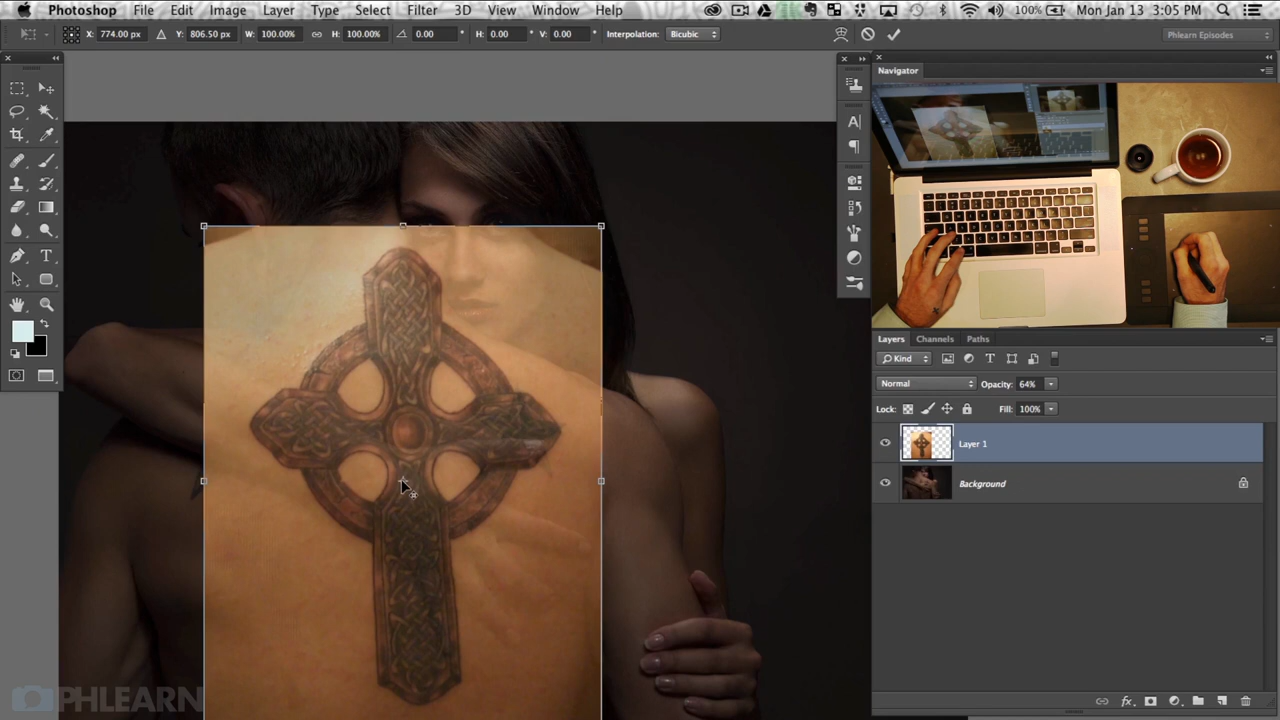 Photoshop File Edit Image Layer Type Select Filter 3D View Window Help 100% Mon Jan 13 3:05 PM
X: 774.00 px Y: 806.50 px W: 100.00% H: 100.00% 0.00 ° H: 0.00 ° V: 0.00 ° Interpolation: Bicubic Phlearn Episodes
Navigator
Layers Channels Paths
Kind
Normal Opacity: 64%
Lock: Fill: 100%
Layer 1
Background
PHLEARN